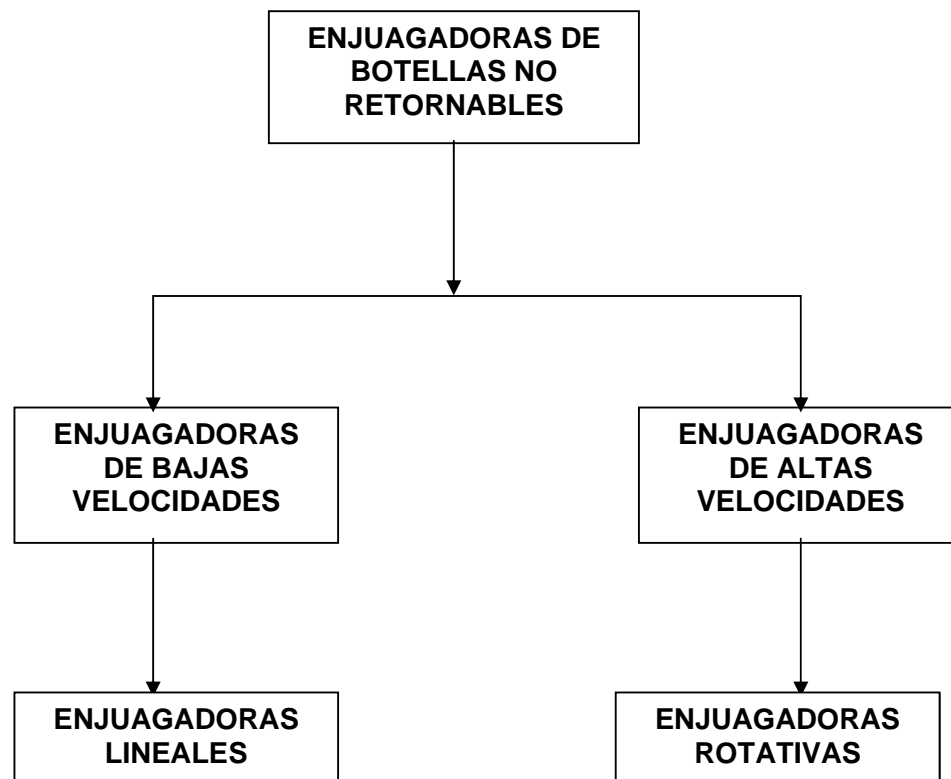 ENJUAGADORAS DE
BOTELLAS NO
RETORNABLES
ENJUAGADORAS
DE BAJAS
VELOCIDADES
ENJUAGADORAS
DE ALTAS
VELOCIDADES
ENJUAGADORAS
LINEALES
ENJUAGADORAS
ROTATIVAS